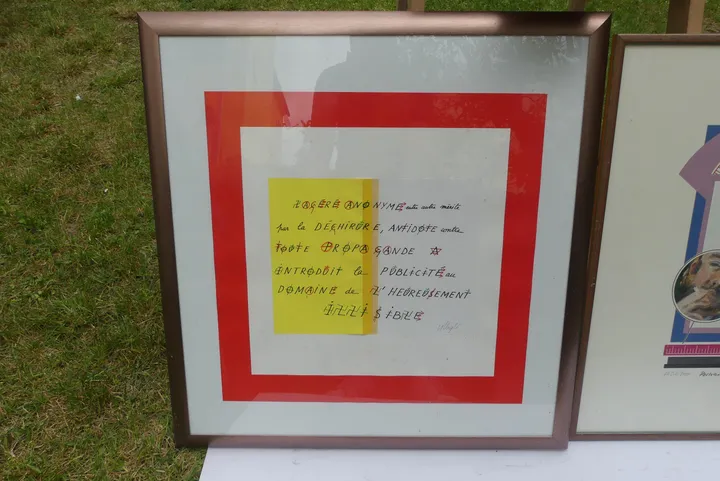 LACÉRÉ ANONYME entre autre mérite
par la DÉCHIRURE, ANTIDOTE contre
TOUTE PROPAGANDE A
INTRODUIT la PUBLICITÉ au
DOMAINE de L'HEUREUSEMENT
ILLISIBLE